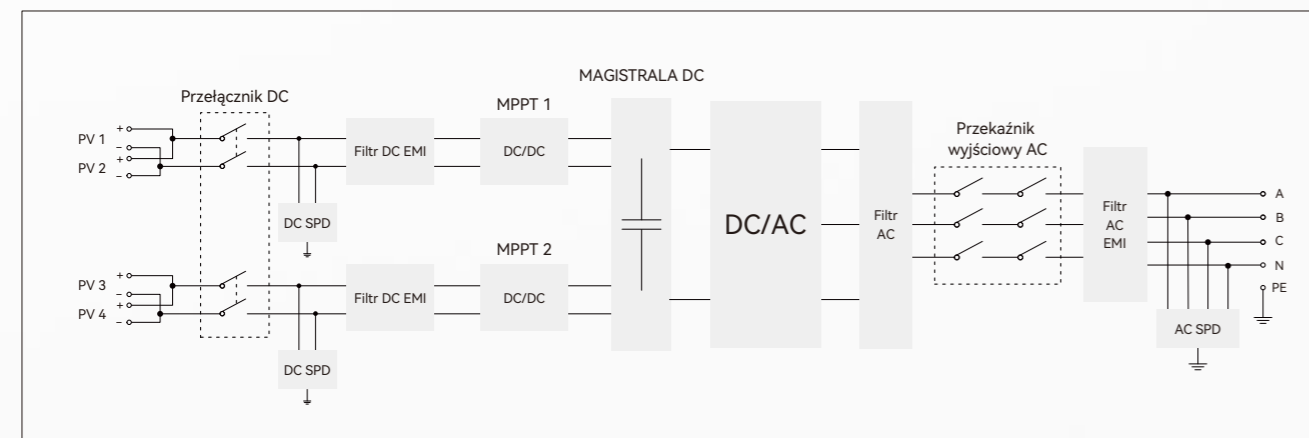 MAGISTRALA DC
Przełącznik DC
MPPT 1
PV 1
+
−
PV 2
+
−
Filtr DC EMI
DC/DC
DC SPD
MPPT 2
PV 3
+
−
PV 4
+
−
Filtr DC EMI
DC/DC
DC SPD
DC/AC
Filtr
AC
Przekaźnik
wyjściowy AC
Filtr
AC
EMI
A
B
C
N
PE
AC SPD